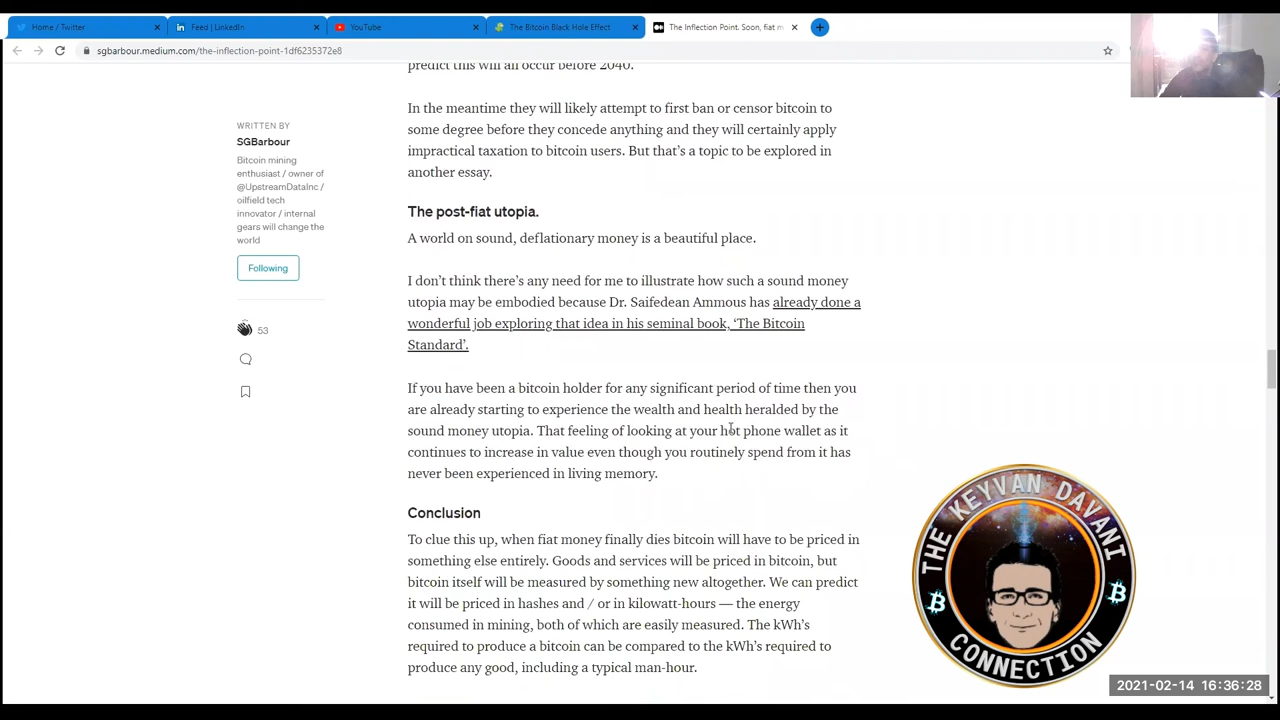 Home / Twitter
Feed | LinkedIn
YouTube
The Bitcoin Black Hole Effect
The Inflection Point. Soon, fiat m
sgbarbour.medium.com/the-inflection-point-1df6235372e8
predict this will all occur before 2040.
In the meantime they will likely attempt to first ban or censor bitcoin to
some degree before they concede anything and they will certainly apply
impractical taxation to bitcoin users. But that's a topic to be explored in
another essay.
WRITTEN BY
SGBarbour
Bitcoin mining
enthusiast / owner of
@UpstreamDataInc /
oilfield tech
innovator / internal
gears will change the
world
Following
53
The post-fiat utopia.
A world on sound, deflationary money is a beautiful place.
I don't think there's any need for me to illustrate how such a sound money
utopia may be embodied because Dr. Saifedean Ammous has already done a
wonderful job exploring that idea in his seminal book, 'The Bitcoin
Standard'.
If you have been a bitcoin holder for any significant period of time then you
are already starting to experience the wealth and health heralded by the
sound money utopia. That feeling of looking at your hot phone wallet as it
continues to increase in value even though you routinely spend from it has
never been experienced in living memory.
Conclusion
To clue this up, when fiat money finally dies bitcoin will have to be priced in
something else entirely. Goods and services will be priced in bitcoin, but
bitcoin itself will be measured by something new altogether. We can predict
it will be priced in hashes and / or in kilowatt-hours — the energy
consumed in mining, both of which are easily measured. The kWh's
required to produce a bitcoin can be compared to the kWh's required to
produce any good, including a typical man-hour.
THE KEYVAN DAVANI
CONNECTION
2021-02-14 16:36:28